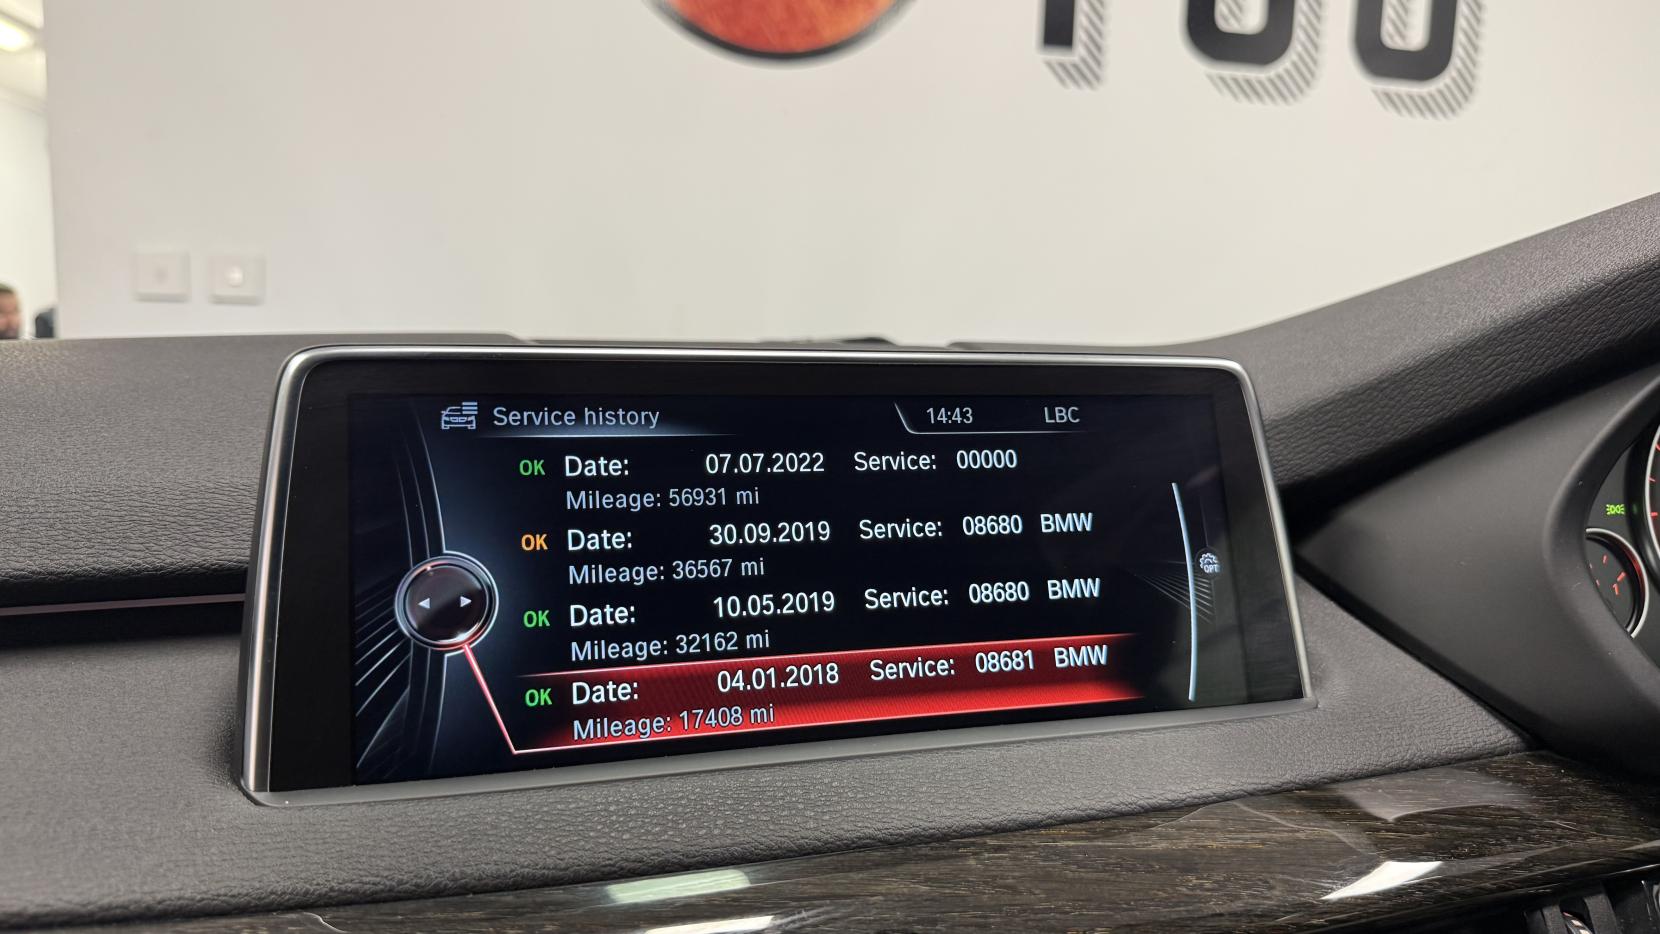 Service history 14:43 LBC
OK Date: 07.07.2022 Service: 00000
Mileage: 56931 mi
OK Date: 30.09.2019 Service: 08680 BMW
Mileage: 36567 mi
OK Date: 10.05.2019 Service: 08680 BMW
Mileage: 32162 mi
OK Date: 04.01.2018 Service: 08681 BMW
Mileage: 17408 mi
OPT